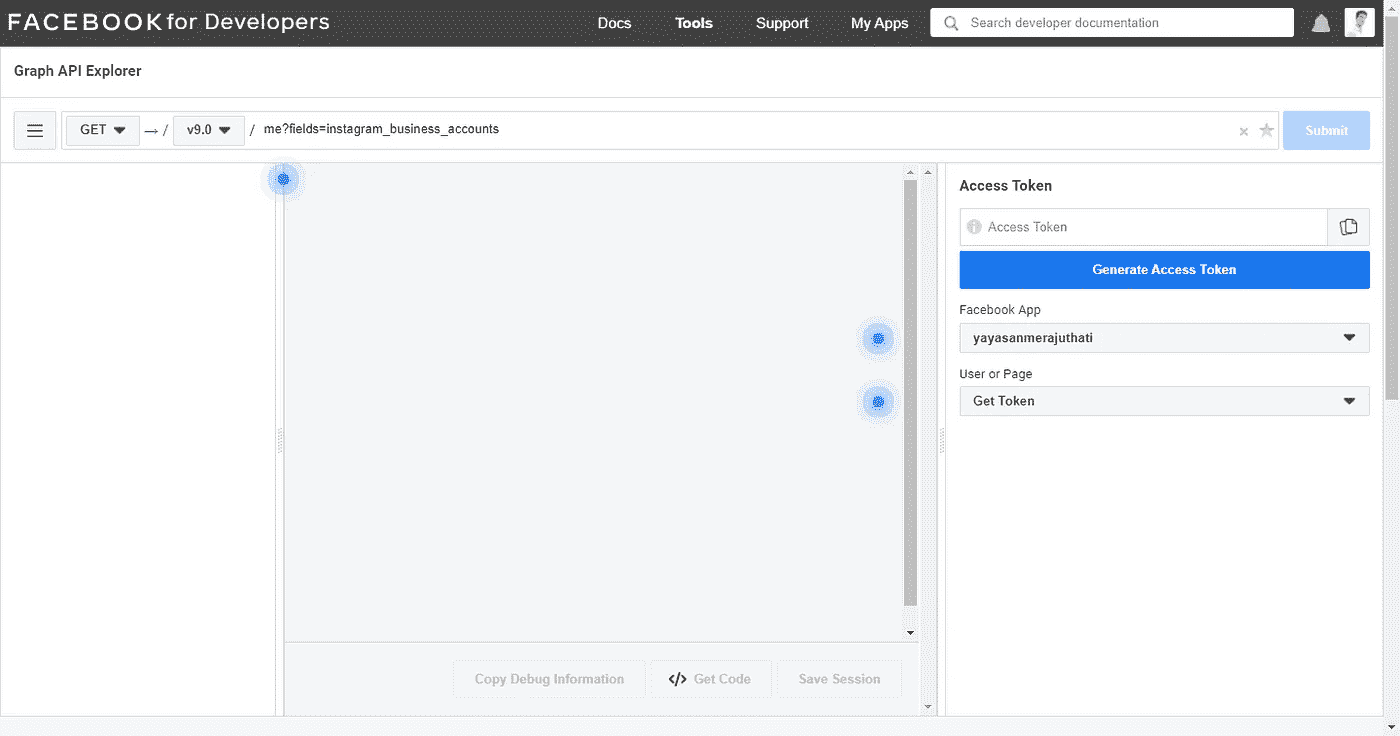 FACEBOOK for Developers
Docs
Tools
Support
My Apps
Search developer documentation
Graph API Explorer
GET → / v9.0 / me?fields=instagram_business_accounts
Submit
Access Token
Access Token
Generate Access Token
Facebook App
yayasanmerajuthati
User or Page
Get Token
Copy Debug Information
</> Get Code
Save Session